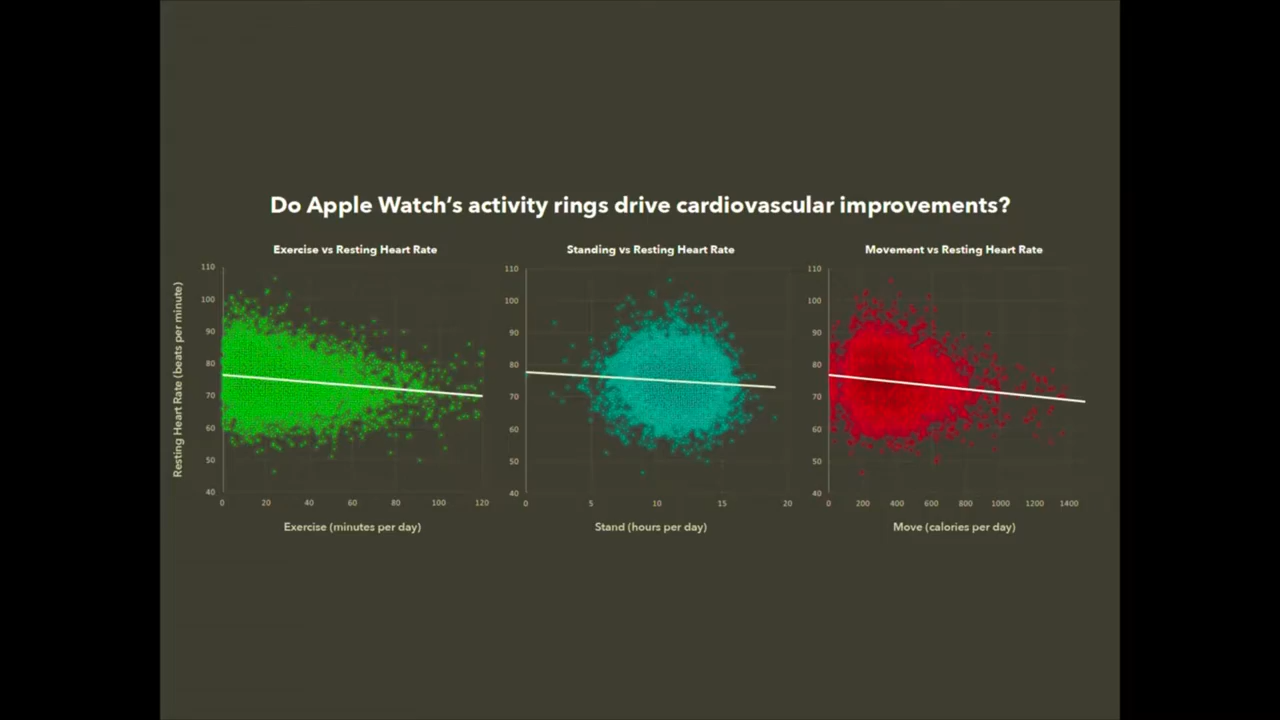 Do Apple Watch's activity rings drive cardiovascular improvements?
Exercise vs Resting Heart Rate
Standing vs Resting Heart Rate
Movement vs Resting Heart Rate
Resting Heart Rate (beats per minute)
110
100
90
80
70
60
50
40
0 20 40 60 80 100 120
Exercise (minutes per day)
110
100
90
80
70
60
50
40
0 5 10 15 20
Stand (hours per day)
110
100
90
80
70
60
50
40
0 200 400 600 800 1000 1200 1400
Move (calories per day)